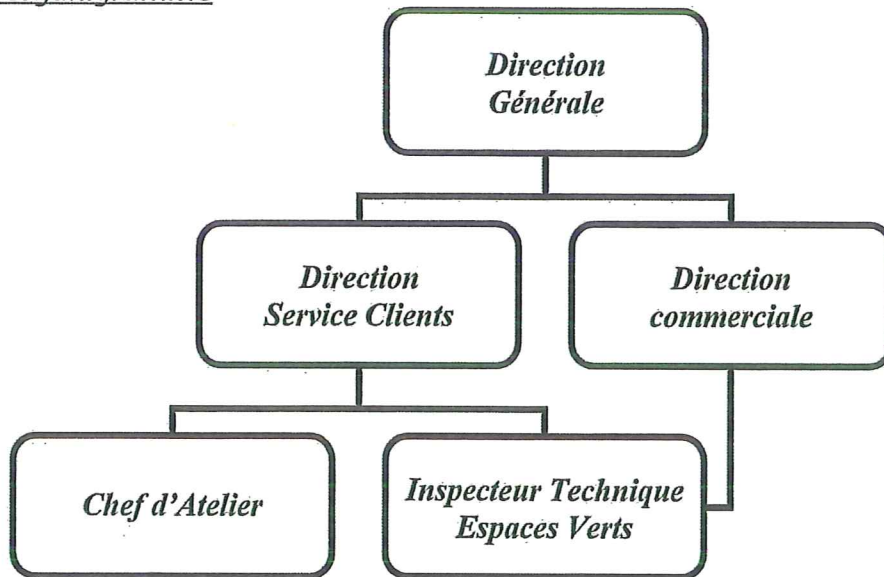 Direction
Générale
Direction
Service Clients
Direction
commerciale
Chef d'Atelier
Inspecteur Technique
Espaces Verts